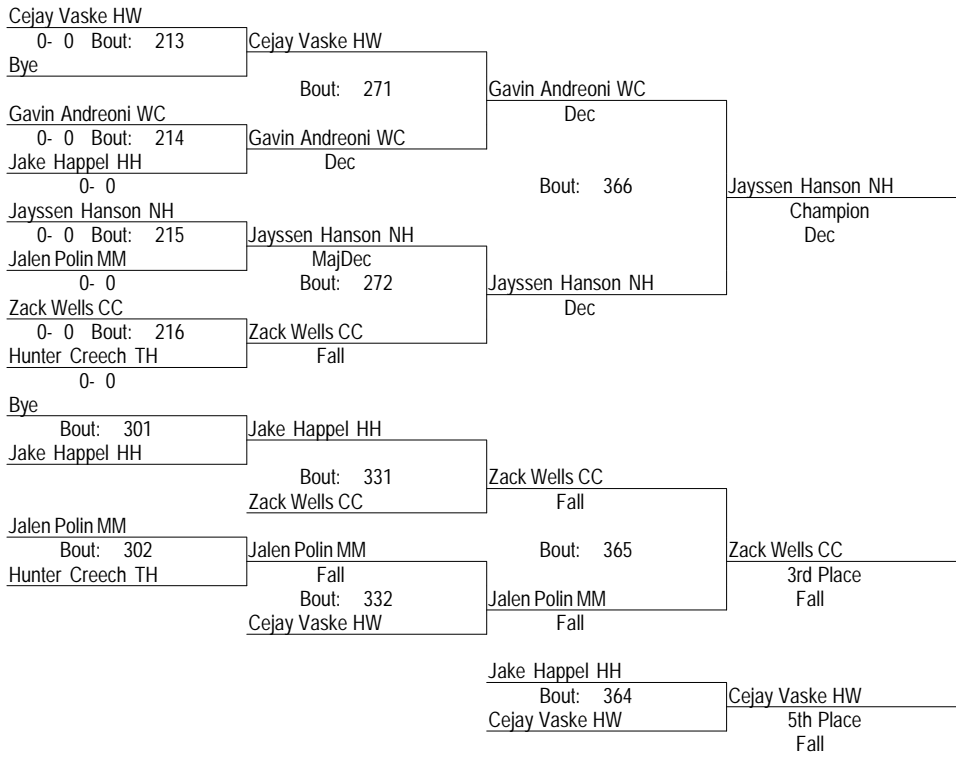 Cejay Vaske HW
0- 0 Bout: 213
Bye
Cejay Vaske HW
Bout: 271
Gavin Andreoni WC
0- 0 Bout: 214
Jake Happel HH
0- 0
Gavin Andreoni WC
Dec
Gavin Andreoni WC
Dec
Jayssen Hanson NH
0- 0 Bout: 215
Jalen Polin MM
0- 0
Jayssen Hanson NH
MajDec
Bout: 272
Zack Wells CC
0- 0 Bout: 216
Hunter Creech TH
0- 0
Zack Wells CC
Fall
Jayssen Hanson NH
Dec
Bout: 366
Jayssen Hanson NH
Champion
Dec
Bye
Bout: 301
Jake Happel HH
Jake Happel HH
Bout: 331
Zack Wells CC
Zack Wells CC
Fall
Jalen Polin MM
Bout: 302
Hunter Creech TH
Jalen Polin MM
Fall
Bout: 332
Cejay Vaske HW
Jalen Polin MM
Fall
Bout: 365
Zack Wells CC
3rd Place
Fall
Jake Happel HH
Bout: 364
Cejay Vaske HW
Cejay Vaske HW
5th Place
Fall